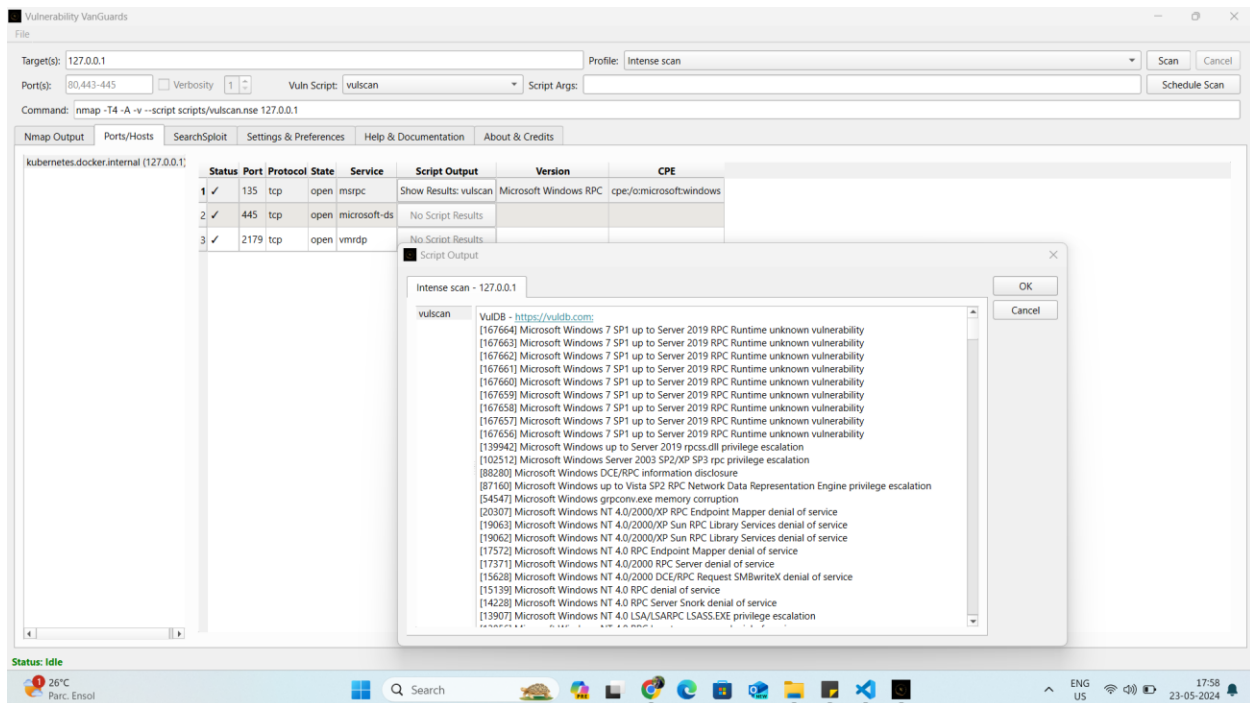 Vulnerability VanGuards
File
Target(s): 127.0.0.1 Profile: Intense scan Scan Cancel
Port(s): 80,443-445 Verbosity 1 Vuln Script: vulscan Script Args: Schedule Scan
Command: nmap -T4 -A -v --script scripts/vulscan.nse 127.0.0.1
Nmap Output Ports/Hosts SearchSploit Settings & Preferences Help & Documentation About & Credits
kubernetes.docker.internal (127.0.0.1)
Status Port Protocol State Service Script Output Version CPE
1 ✓ 135 tcp open msrpc Show Results: vulscan Microsoft Windows RPC cpe:/o:microsoft:windows
2 ✓ 445 tcp open microsoft-ds No Script Results
3 ✓ 2179 tcp open vmrdp No Script Results
Script Output
Intense scan - 127.0.0.1 OK
Cancel
vulscan
VulDB - https://vuldb.com:
[167664] Microsoft Windows 7 SP1 up to Server 2019 RPC Runtime unknown vulnerability
[167663] Microsoft Windows 7 SP1 up to Server 2019 RPC Runtime unknown vulnerability
[167662] Microsoft Windows 7 SP1 up to Server 2019 RPC Runtime unknown vulnerability
[167661] Microsoft Windows 7 SP1 up to Server 2019 RPC Runtime unknown vulnerability
[167660] Microsoft Windows 7 SP1 up to Server 2019 RPC Runtime unknown vulnerability
[167659] Microsoft Windows 7 SP1 up to Server 2019 RPC Runtime unknown vulnerability
[167658] Microsoft Windows 7 SP1 up to Server 2019 RPC Runtime unknown vulnerability
[167657] Microsoft Windows 7 SP1 up to Server 2019 RPC Runtime unknown vulnerability
[167656] Microsoft Windows 7 SP1 up to Server 2019 RPC Runtime unknown vulnerability
[139942] Microsoft Windows up to Server 2019 rpcss.dll privilege escalation
[102512] Microsoft Windows Server 2003 SP2/XP SP3 rpc privilege escalation
[88280] Microsoft Windows DCE/RPC information disclosure
[87160] Microsoft Windows up to Vista SP2 RPC Network Data Representation Engine privilege escalation
[54547] Microsoft Windows grpconv.exe memory corruption
[20307] Microsoft Windows NT 4.0/2000/XP RPC Endpoint Mapper denial of service
[19063] Microsoft Windows NT 4.0/2000/XP Sun RPC Library Services denial of service
[19062] Microsoft Windows NT 4.0/2000/XP Sun RPC Library Services denial of service
[17572] Microsoft Windows NT 4.0 RPC Endpoint Mapper denial of service
[17371] Microsoft Windows NT 4.0/2000 RPC Server denial of service
[15628] Microsoft Windows NT 4.0/2000 DCE/RPC Request SMBwriteX denial of service
[15139] Microsoft Windows NT 4.0 RPC denial of service
[14228] Microsoft Windows NT 4.0 RPC Server Snork denial of service
[13907] Microsoft Windows NT 4.0 LSA/LSARPC LSASS.EXE privilege escalation
Status: Idle
1 26°C
Parc. Ensol
Search
PRE
NEW
ENG
US
17:58
23-05-2024